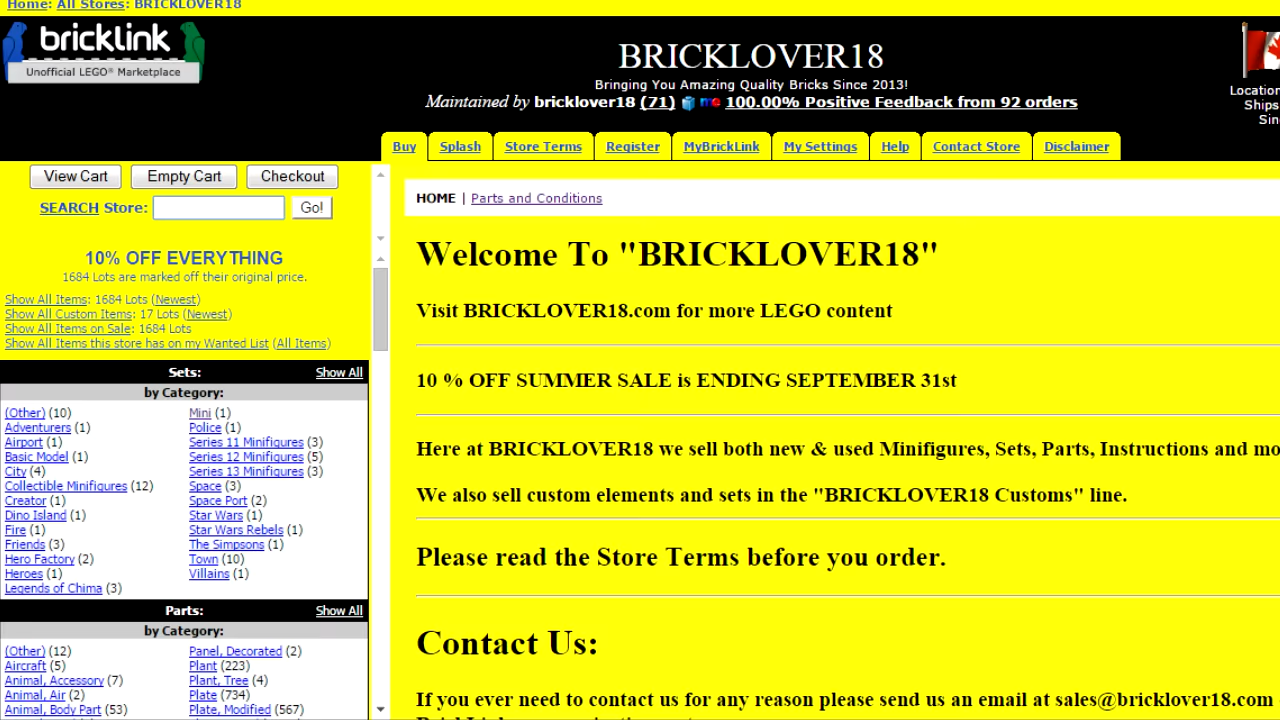 Home: All Stores: BRICKLOVER18
bricklink
Unofficial LEGO® Marketplace
BRICKLOVER18
Bringing You Amazing Quality Bricks Since 2013!
Maintained by bricklover18 (71) me 100.00% Positive Feedback from 92 orders
Location
Ships
Sin
Buy Splash Store Terms Register MyBrickLink My Settings Help Contact Store Disclaimer
View Cart Empty Cart Checkout
SEARCH Store: Go!
10% OFF EVERYTHING
1684 Lots are marked off their original price.
Show All Items: 1684 Lots (Newest)
Show All Custom Items: 17 Lots (Newest)
Show All Items on Sale: 1684 Lots
Show All Items this store has on my Wanted List (All Items)
Sets: Show All
by Category:
(Other) (10) Mini (1)
Adventurers (1) Police (1)
Airport (1) Series 11 Minifigures (3)
Basic Model (1) Series 12 Minifigures (5)
City (4) Series 13 Minifigures (3)
Collectible Minifigures (12) Space (3)
Creator (1) Space Port (2)
Dino Island (1) Star Wars (1)
Fire (1) Star Wars Rebels (1)
Friends (3) The Simpsons (1)
Hero Factory (2) Town (10)
Heroes (1) Villains (1)
Legends of Chima (3)
Parts: Show All
by Category:
(Other) (12) Panel, Decorated (2)
Aircraft (5) Plant (223)
Animal, Accessory (7) Plant, Tree (4)
Animal, Air (2) Plate (734)
Animal, Body Part (53) Plate, Modified (567)
HOME | Parts and Conditions
Welcome To "BRICKLOVER18"
Visit BRICKLOVER18.com for more LEGO content
10 % OFF SUMMER SALE is ENDING SEPTEMBER 31st
Here at BRICKLOVER18 we sell both new & used Minifigures, Sets, Parts, Instructions and mo
We also sell custom elements and sets in the "BRICKLOVER18 Customs" line.
Please read the Store Terms before you order.
Contact Us:
If you ever need to contact us for any reason please send us an email at sales@bricklover18.com